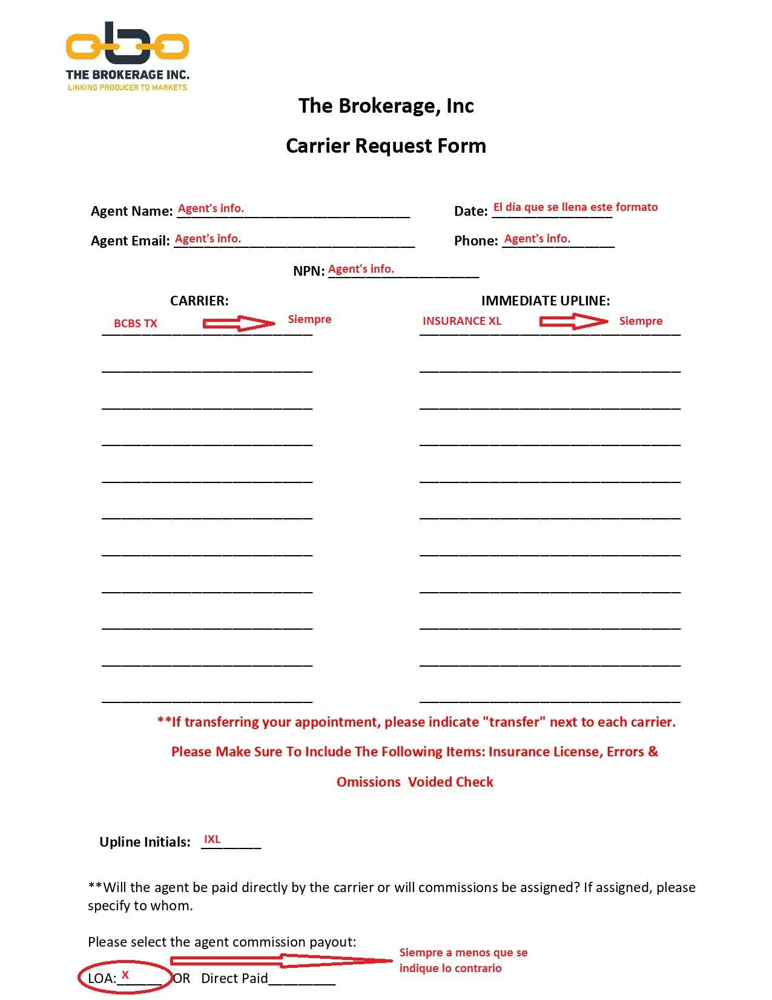 THE BROKERAGE INC.
LINKING PRODUCER TO MARKETS
The Brokerage, Inc
Carrier Request Form
Agent Name: Agent's info. Date: El día que se llena este formato
Agent Email: Agent's info. Phone: Agent's info.
NPN: Agent's info.
CARRIER: IMMEDIATE UPLINE:
BCBS TX Siempre INSURANCE XL Siempre
**If transferring your appointment, please indicate "transfer" next to each carrier.
Please Make Sure To Include The Following Items: Insurance License, Errors &
Omissions Voided Check
Upline Initials: IXL
**Will the agent be paid directly by the carrier or will commissions be assigned? If assigned, please
specify to whom.
Please select the agent commission payout:
Siempre a menos que se
indique lo contrario
LOA: X OR Direct Paid